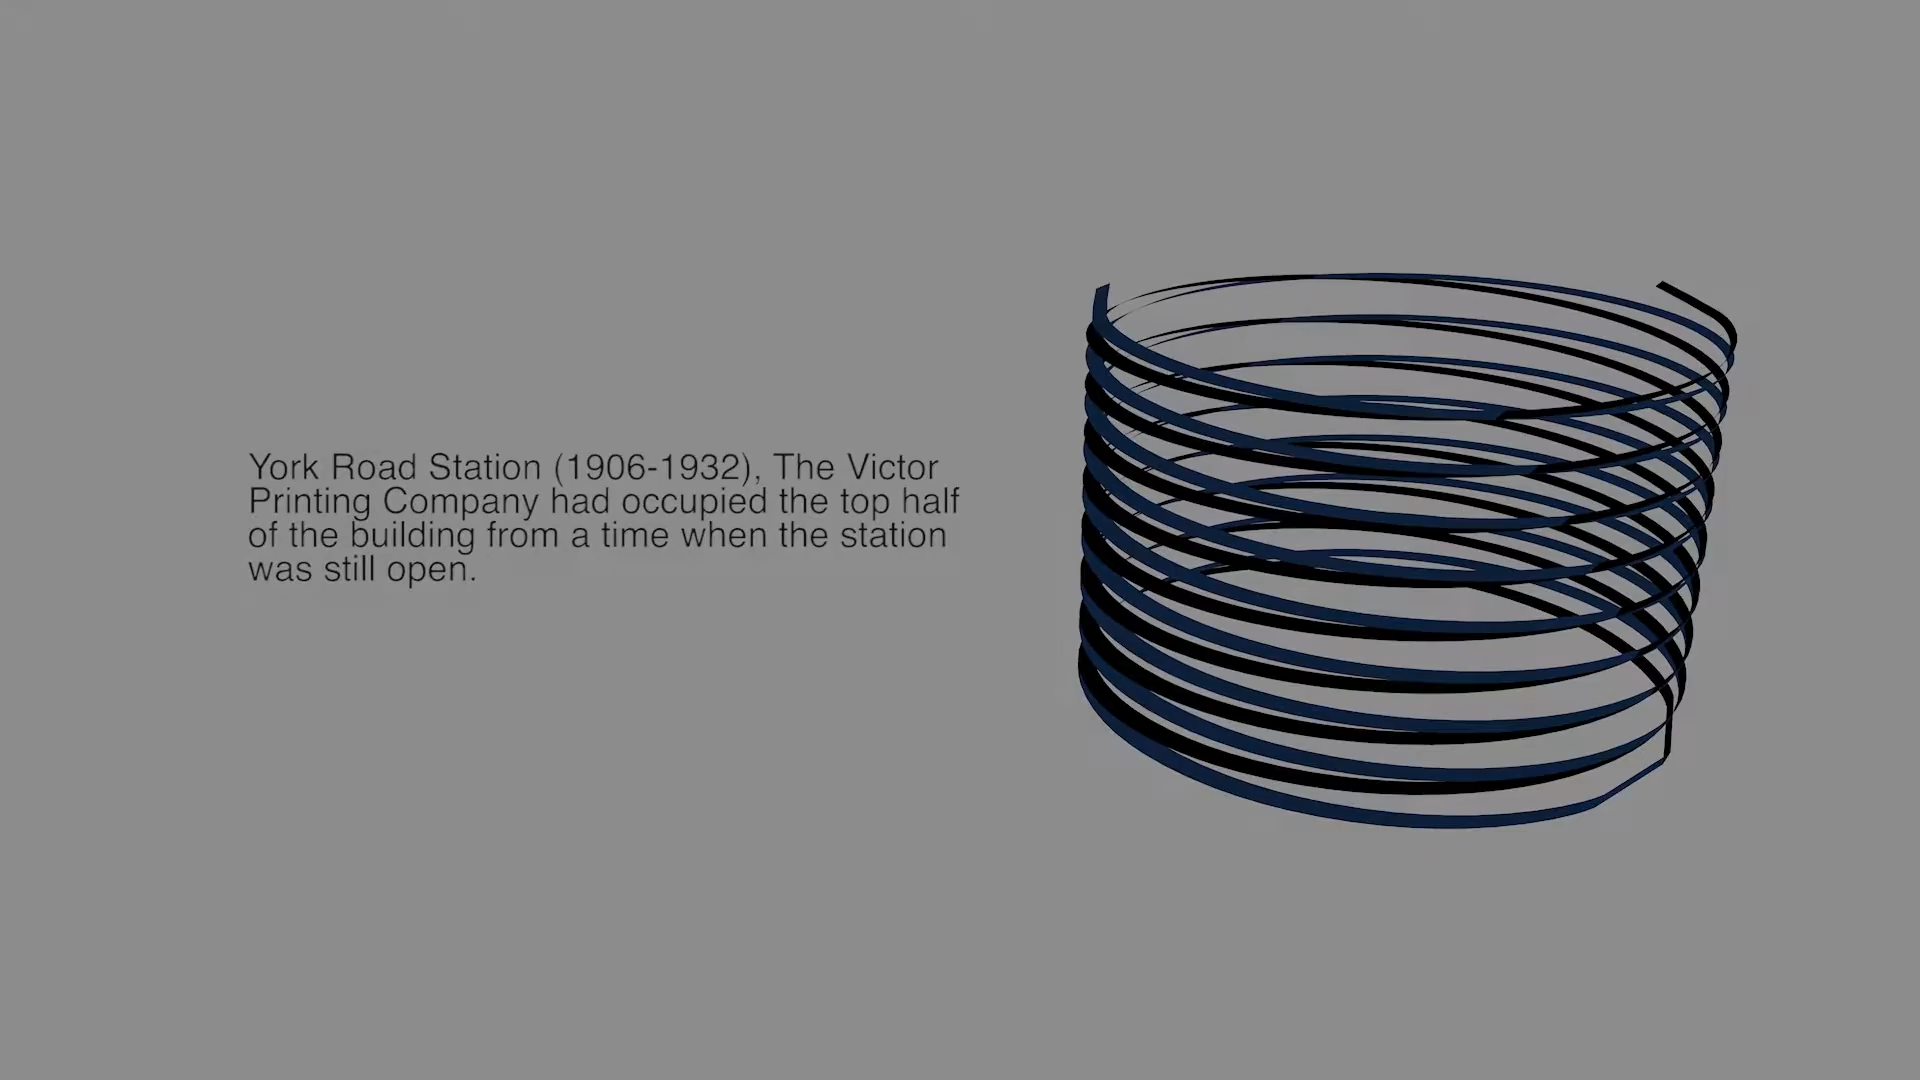 York Road Station (1906-1932), The Victor
Printing Company had occupied the top half
of the building from a time when the station
was still open.